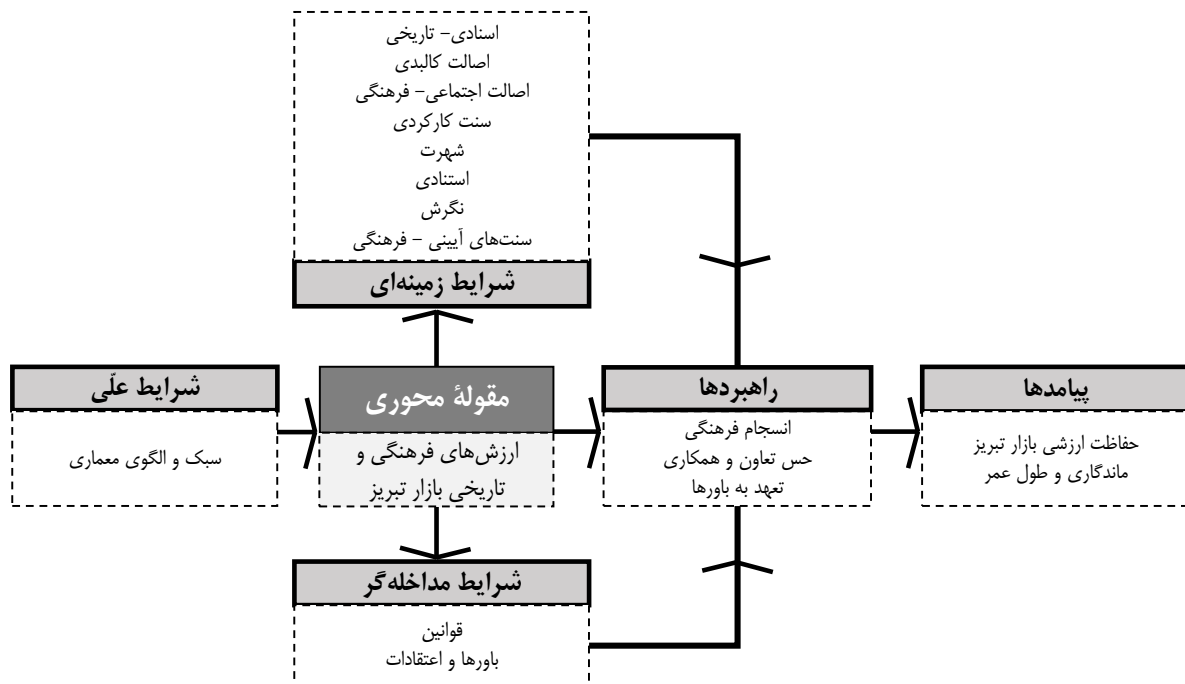 اسنادی– تاریخی
اصالت کالبدی
اصالت اجتماعی– فرهنگی
سنت کارکردی
شهرت
استنادی
نگرش
سنت‌های آیینی – فرهنگی
شرایط زمینه‌ای
شرایط علّی
سبک و الگوی معماری
مقولهٔ محوری
ارزش‌های فرهنگی و
تاریخی بازار تبریز
راهبردها
انسجام فرهنگی
حس تعاون و همکاری
تعهد به باورها
پیامدها
حفاظت ارزشی بازار تبریز
ماندگاری و طول عمر
شرایط مداخله‌گر
قوانین
باورها و اعتقادات